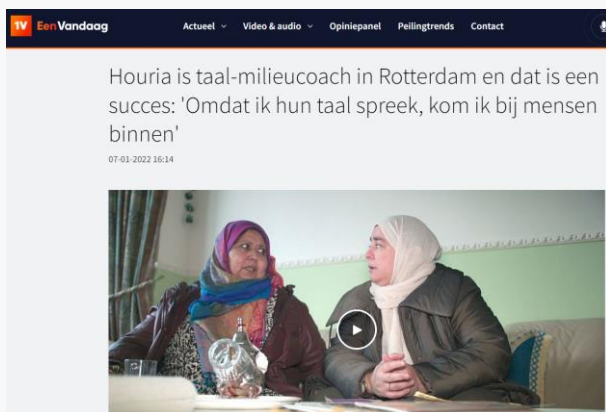 1V EenVandaag Actueel Video & audio Opiniepanel Peilingtrends Contact
Houria is taal-milieucoach in Rotterdam en dat is een
succes: 'Omdat ik hun taal spreek, kom ik bij mensen
binnen'
07-01-2022 16:14